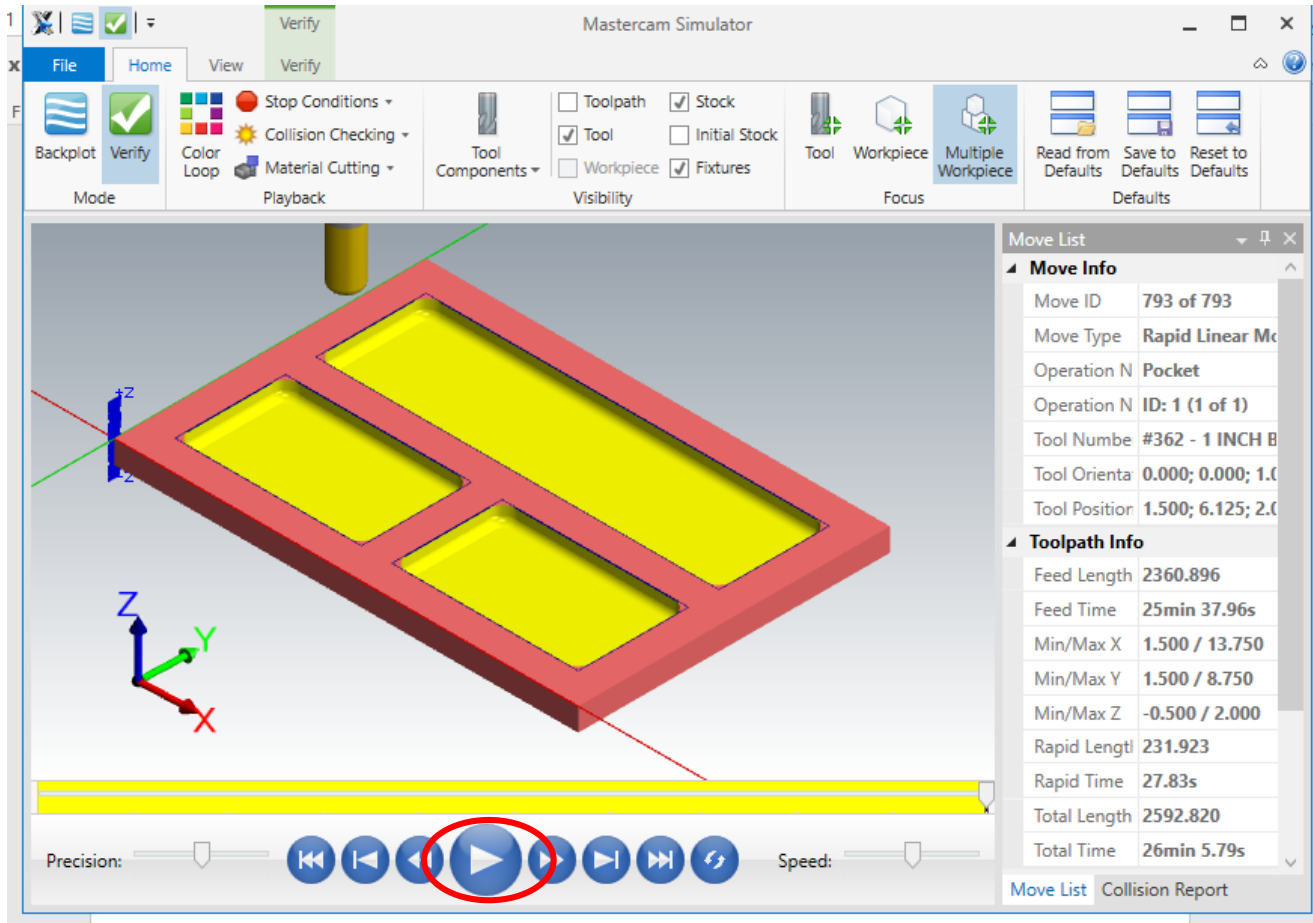 1
Verify
Mastercam Simulator
x
File Home View Verify
F
Stop Conditions
Toolpath Stock
Collision Checking
Tool Initial Stock
Backplot Verify Color Loop Material Cutting Tool Components Workpiece Fixtures Tool Workpiece Multiple Workpiece Read from Defaults Save to Defaults Reset to Defaults
Mode Playback Visibility Focus Defaults
Move List
Move Info
Move ID 793 of 793
Move Type Rapid Linear Mo
Operation N Pocket
Operation N ID: 1 (1 of 1)
Tool Numbe #362 - 1 INCH B
Tool Orienta 0.000; 0.000; 1.0
Tool Position 1.500; 6.125; 2.0
Toolpath Info
Feed Length 2360.896
Feed Time 25min 37.96s
Min/Max X 1.500 / 13.750
Min/Max Y 1.500 / 8.750
Min/Max Z -0.500 / 2.000
Rapid Lengtl 231.923
Rapid Time 27.83s
Total Length 2592.820
Total Time 26min 5.79s
+Z
-Z
Z
Y
X
Precision: Speed:
Move List Collision Report